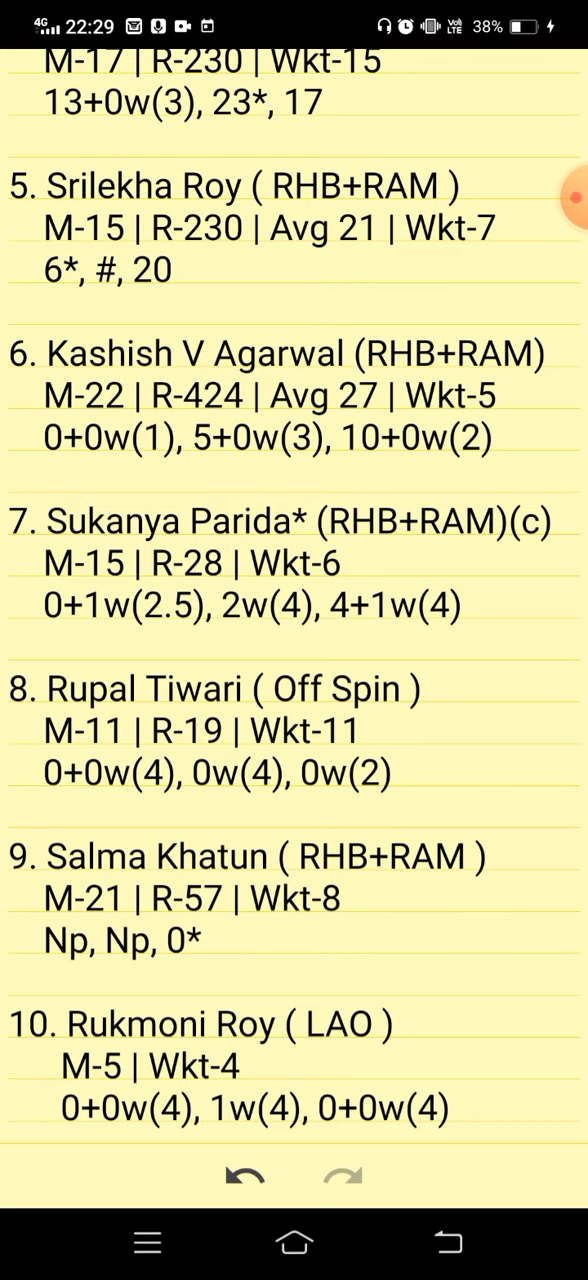 4G 22:29 Vo) LTE 38%
M-17 | R-230 | Wkt-15
13+0w(3), 23*, 17
5. Srilekha Roy ( RHB+RAM )
M-15 | R-230 | Avg 21 | Wkt-7
6*, #, 20
6. Kashish V Agarwal (RHB+RAM)
M-22 | R-424 | Avg 27 | Wkt-5
0+0w(1), 5+0w(3), 10+0w(2)
7. Sukanya Parida* (RHB+RAM)(c)
M-15 | R-28 | Wkt-6
0+1w(2.5), 2w(4), 4+1w(4)
8. Rupal Tiwari ( Off Spin )
M-11 | R-19 | Wkt-11
0+0w(4), 0w(4), 0w(2)
9. Salma Khatun ( RHB+RAM )
M-21 | R-57 | Wkt-8
Np, Np, 0*
10. Rukmoni Roy ( LAO )
M-5 | Wkt-4
0+0w(4), 1w(4), 0+0w(4)